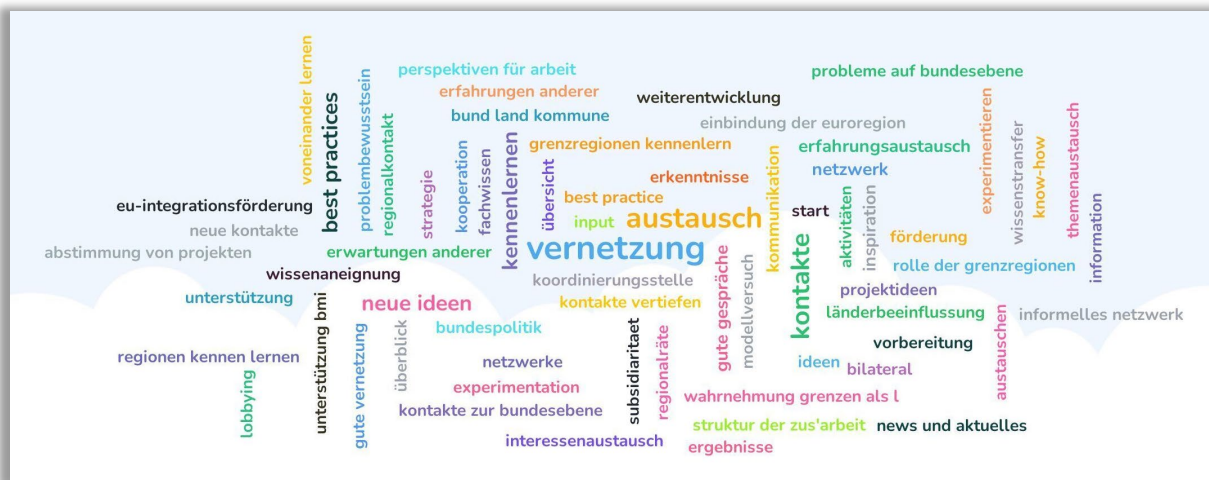 voneinander lernen
best practices
problembewusstsein
regionalkontakt
perspektiven für arbeit
erfahrungen anderer
bund land kommune
weiterentwicklung
probleme auf bundesebene
einbindung der euroregion
grenzregionen kennenlern
erfahrungsaustausch
netzwerk
experimentieren
wissenstransfer
know-how
themenaustausch
information
strategie
kooperation
fachwissen
kennenlernen
übersicht
erkenntnisse
best practice
input
austausch
kommunikation
start
aktivitäten
inspiration
förderung
eu-integrationsförderung
neue kontakte
abstimmung von projekten
erwartungen anderer
vernetzung
wissenaneignung
koordinierungsstelle
kontakte vertiefen
gute gespräche
modellversuch
kontakte
rolle der grenzregionen
projektideen
länderbeeinflussung
informelles netzwerk
unterstützung
unterstützung bmi
neue ideen
bundespolitik
überblick
gute vernetzung
regionen kennen lernen
lobbying
netzwerke
experimentation
kontakte zur bundesebene
interessenaustausch
subsidiaritaet
regionalräte
vorbereitung
ideen
bilateral
austauschen
wahrnehmung grenzen als l
struktur der zus'arbeit
news und aktuelles
ergebnisse